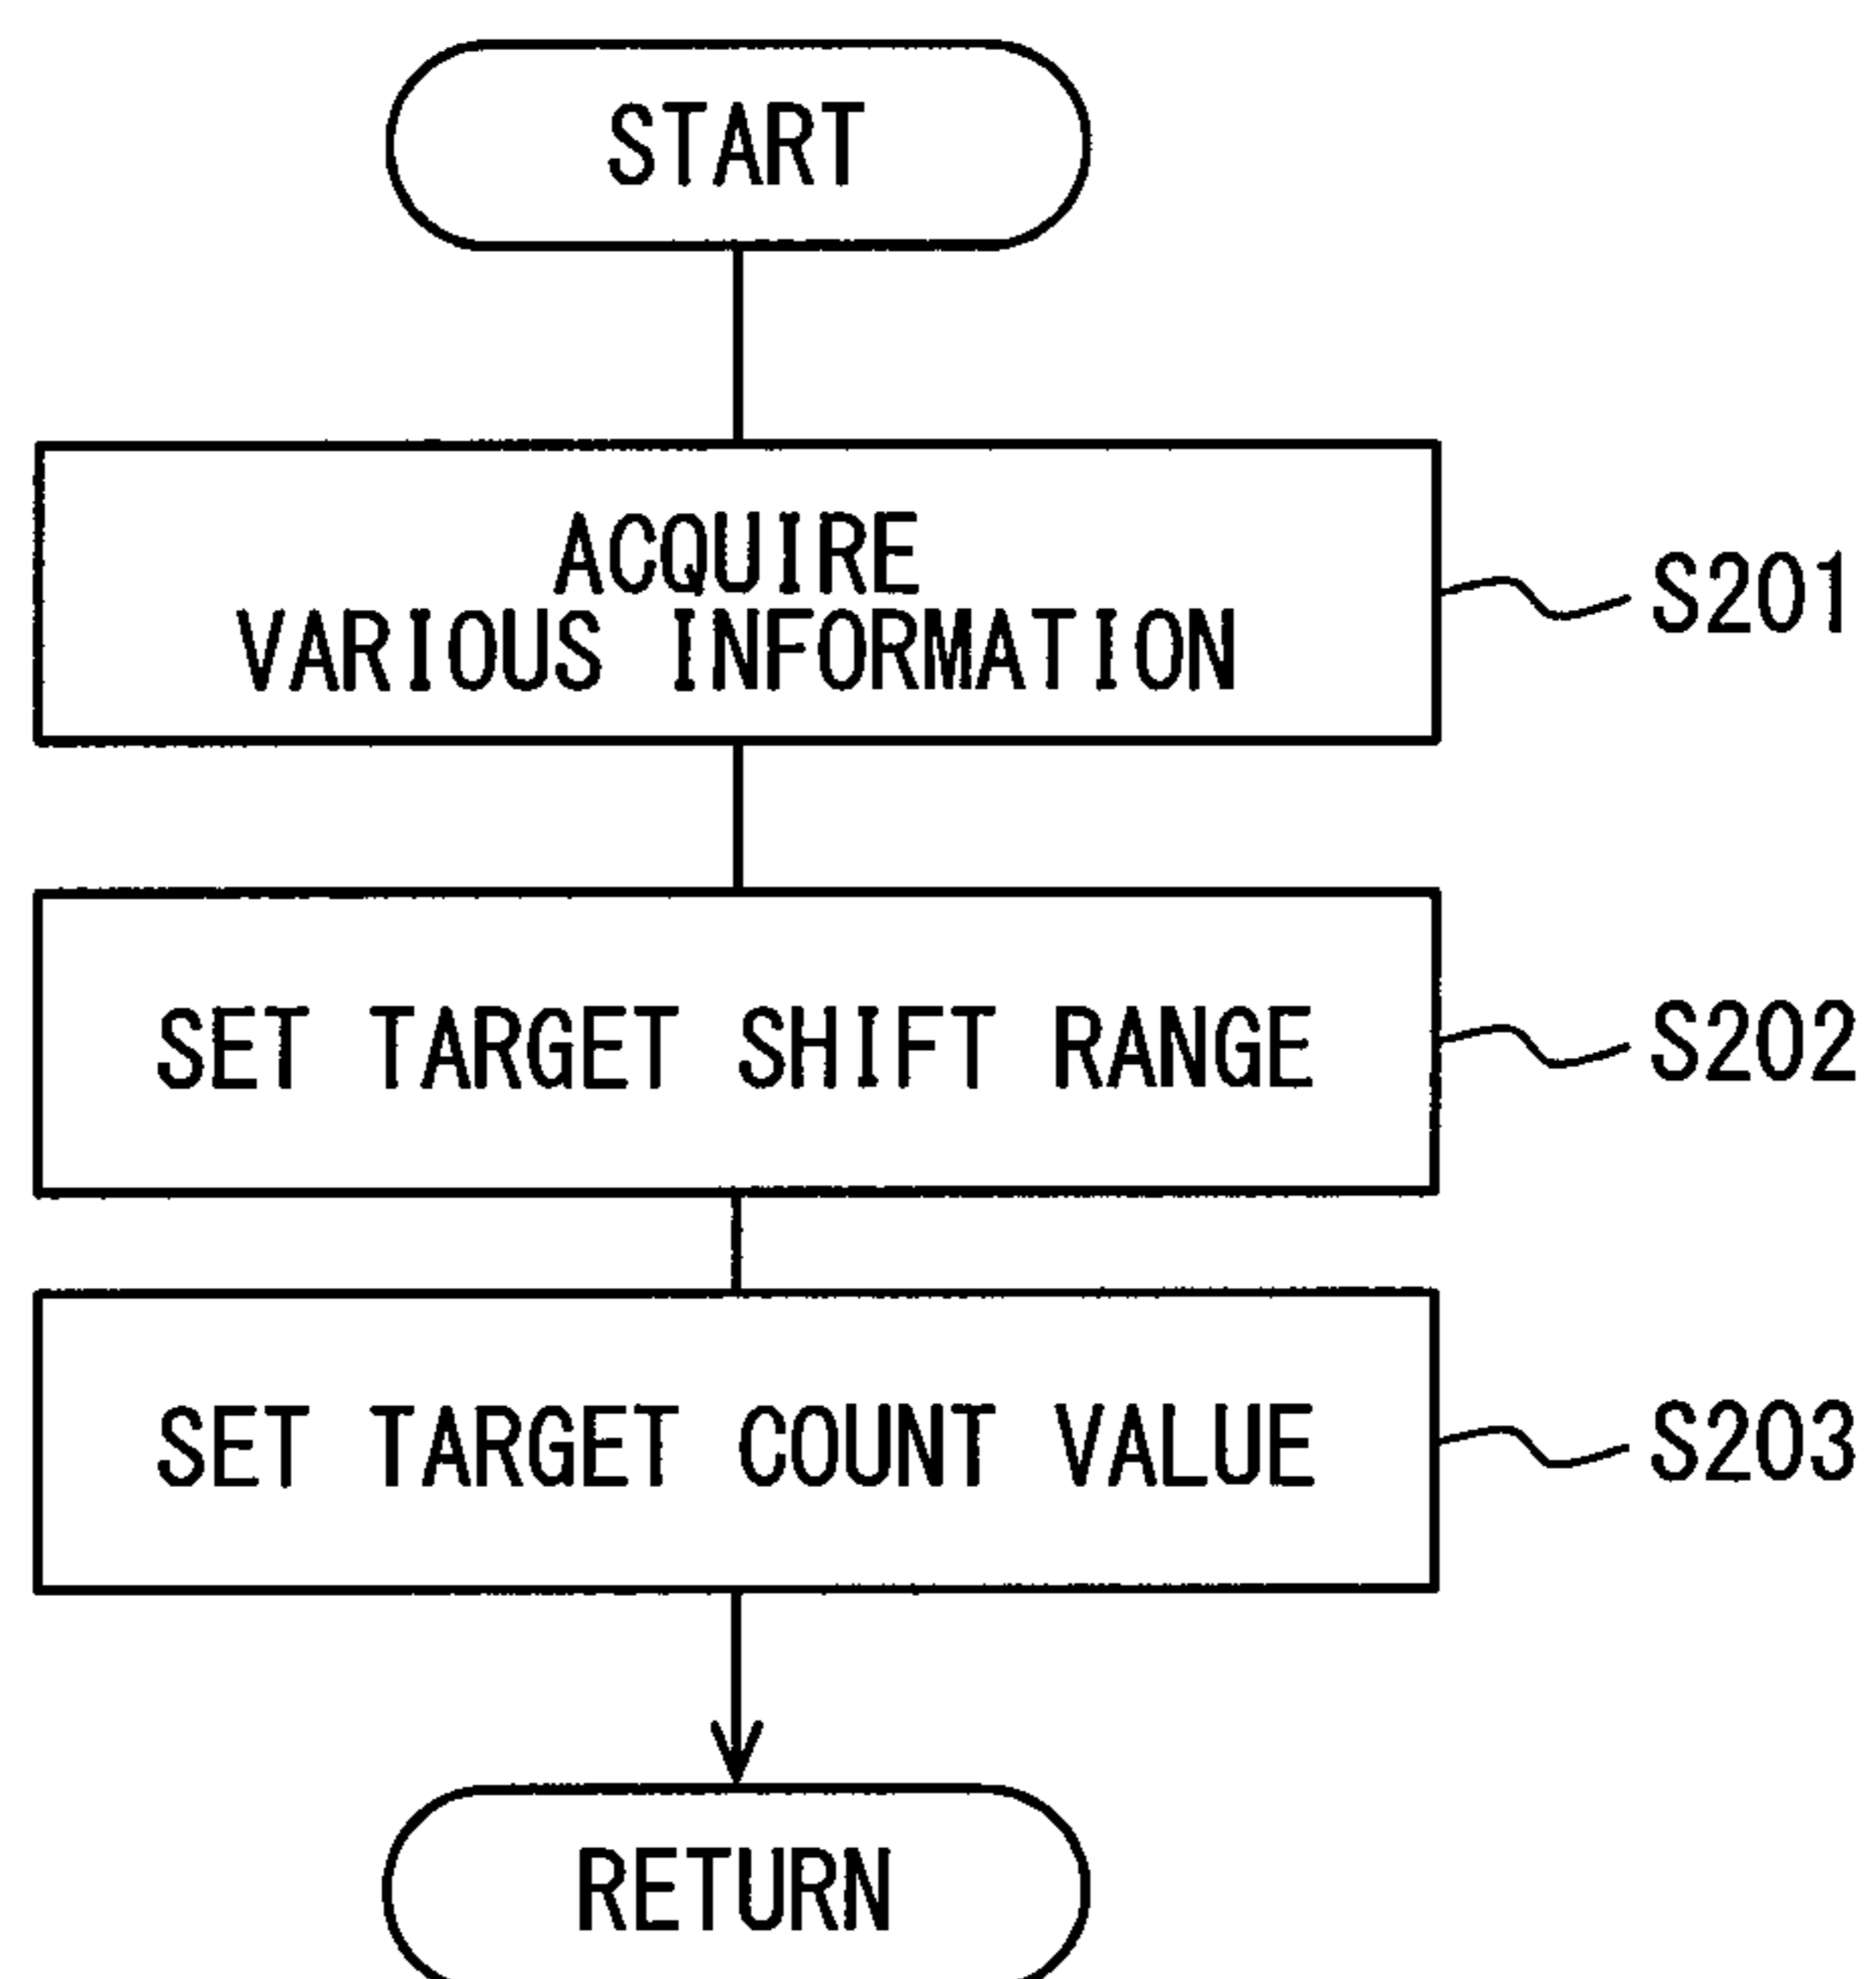 START
ACQUIRE
VARIOUS INFORMATION
S201
SET TARGET SHIFT RANGE
S202
SET TARGET COUNT VALUE
S203
RETURN